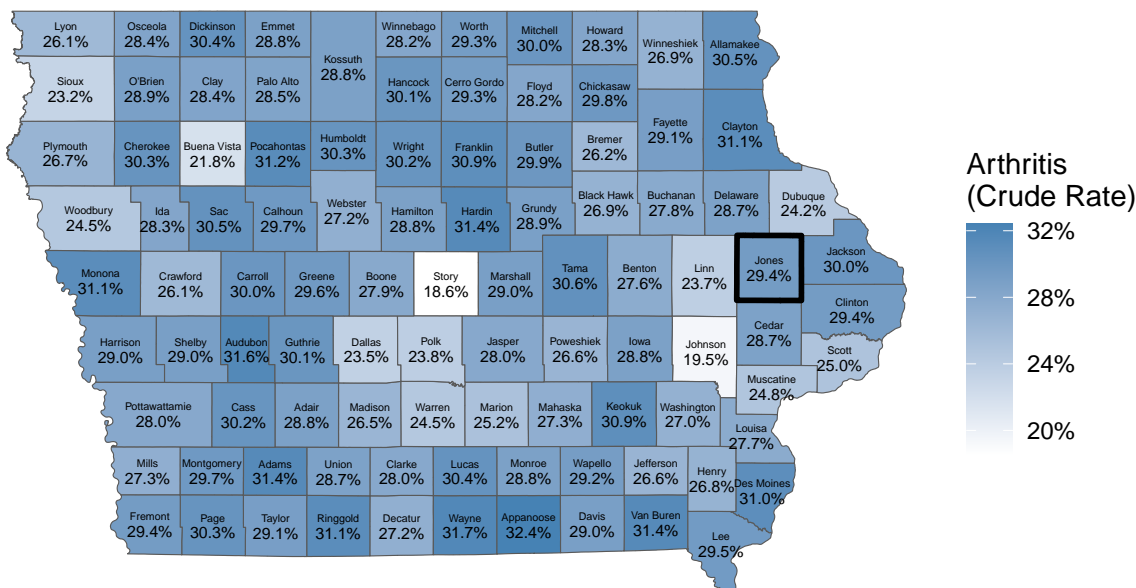 Lyon
26.1%
Osceola
28.4%
Dickinson
30.4%
Emmet
28.8%
Kossuth
28.8%
Winnebago
28.2%
Worth
29.3%
Mitchell
30.0%
Howard
28.3%
Winneshiek
26.9%
Allamakee
30.5%
Sioux
23.2%
O'Brien
28.9%
Clay
28.4%
Palo Alto
28.5%
Hancock
30.1%
Cerro Gordo
29.3%
Floyd
28.2%
Chickasaw
29.8%
Plymouth
26.7%
Cherokee
30.3%
Buena Vista
21.8%
Pocahontas
31.2%
Humboldt
30.3%
Wright
30.2%
Franklin
30.9%
Butler
29.9%
Bremer
26.2%
Fayette
29.1%
Clayton
31.1%
Woodbury
24.5%
Ida
28.3%
Sac
30.5%
Calhoun
29.7%
Webster
27.2%
Hamilton
28.8%
Hardin
31.4%
Grundy
28.9%
Black Hawk
26.9%
Buchanan
27.8%
Delaware
28.7%
Dubuque
24.2%
Monona
31.1%
Crawford
26.1%
Carroll
30.0%
Greene
29.6%
Boone
27.9%
Story
18.6%
Marshall
29.0%
Tama
30.6%
Benton
27.6%
Linn
23.7%
Jones
29.4%
Jackson
30.0%
Clinton
29.4%
Harrison
29.0%
Shelby
29.0%
Audubon
31.6%
Guthrie
30.1%
Dallas
23.5%
Polk
23.8%
Jasper
28.0%
Poweshiek
26.6%
Iowa
28.8%
Johnson
19.5%
Cedar
28.7%
Scott
25.0%
Muscatine
24.8%
Pottawattamie
28.0%
Cass
30.2%
Adair
28.8%
Madison
26.5%
Warren
24.5%
Marion
25.2%
Mahaska
27.3%
Keokuk
30.9%
Washington
27.0%
Louisa
27.7%
Mills
27.3%
Montgomery
29.7%
Adams
31.4%
Union
28.7%
Clarke
28.0%
Lucas
30.4%
Monroe
28.8%
Wapello
29.2%
Jefferson
26.6%
Henry
26.8%
Des Moines
31.0%
Fremont
29.4%
Page
30.3%
Taylor
29.1%
Ringgold
31.1%
Decatur
27.2%
Wayne
31.7%
Appanoose
32.4%
Davis
29.0%
Van Buren
31.4%
Lee
29.5%
Arthritis
(Crude Rate)
32%
28%
24%
20%